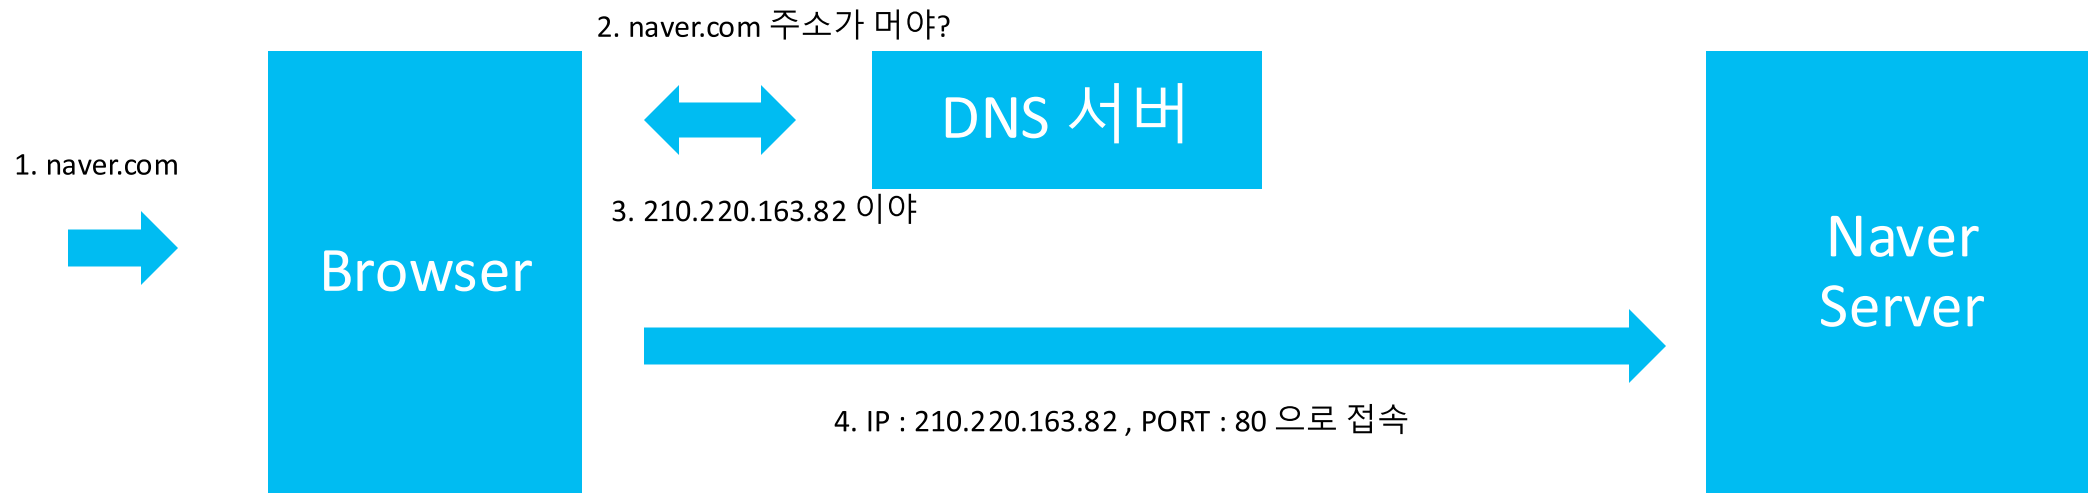 2. naver.com 주소가 머야?
DNS 서버
1. naver.com
3. 210.220.163.82 이야
Browser
Naver
Server
4. IP : 210.220.163.82 , PORT : 80 으로 접속